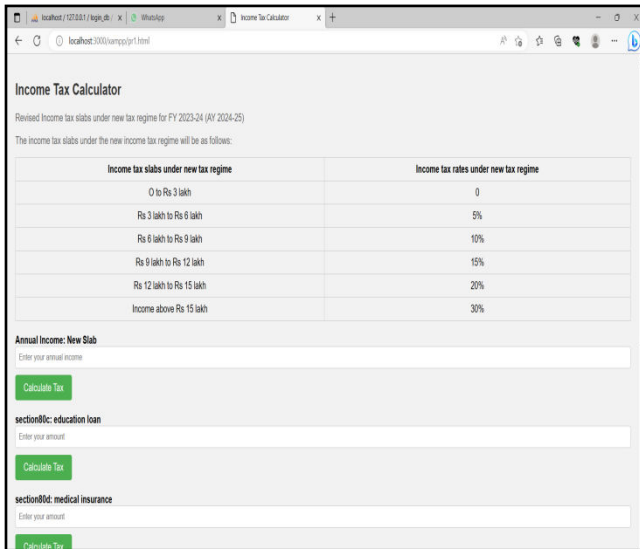 localhost / 127.0.0.1 / login_db /
WhatsApp
Income Tax Calculator
localhost:3000/xampp/pr1.html
Income Tax Calculator
Revised Income tax slabs under new tax regime for FY 2023-24 (AY 2024-25)
The income tax slabs under the new income tax regime will be as follows:
Income tax slabs under new tax regime Income tax rates under new tax regime
O to Rs 3 lakh 0
Rs 3 lakh to Rs 6 lakh 5%
Rs 6 lakh to Rs 9 lakh 10%
Rs 9 lakh to Rs 12 lakh 15%
Rs 12 lakh to Rs 15 lakh 20%
Income above Rs 15 lakh 30%
Annual Income: New Slab
Enter your annual income
Calculate Tax
section80c: education loan
Enter your amount
Calculate Tax
section80d: medical insurance
Enter your amount
Calculate Tax